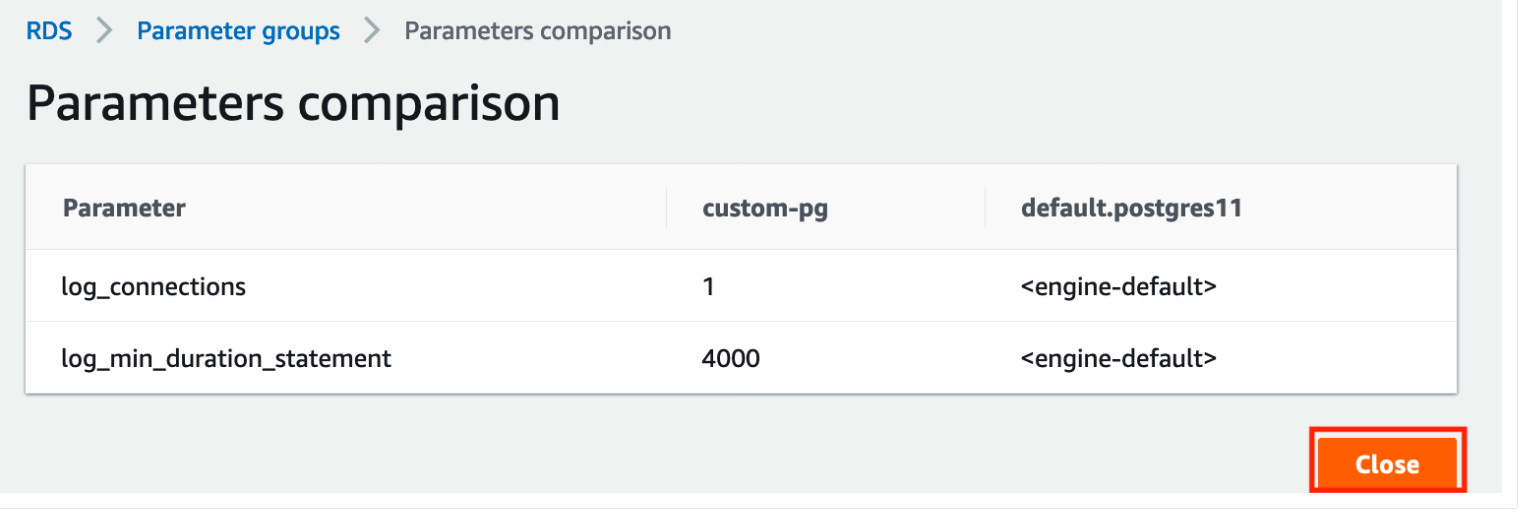 RDS > Parameter groups > Parameters comparison
Parameters comparison
Parameter custom-pg default.postgres11
log_connections 1 <engine-default>
log_min_duration_statement 4000 <engine-default>
Close